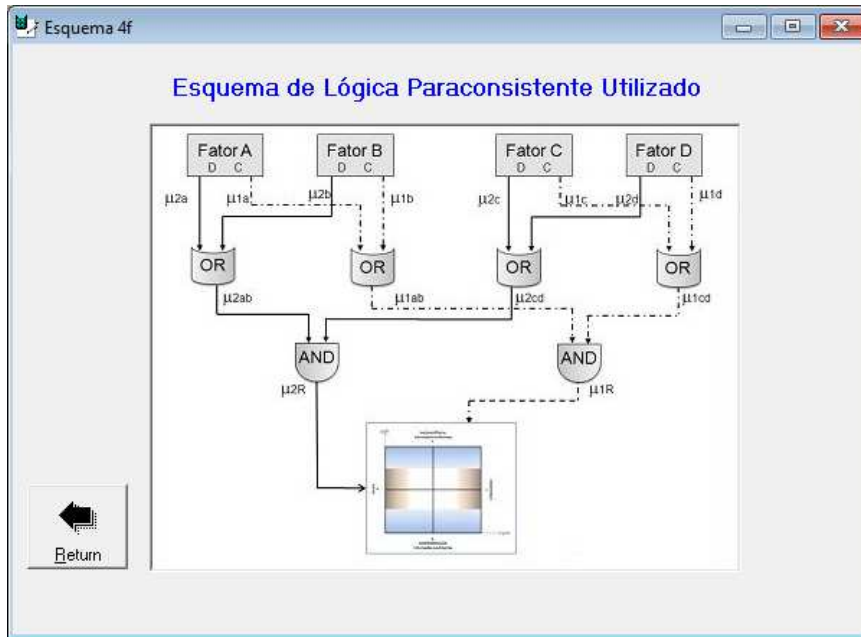 Esquema 4f
Esquema de Lógica Paraconsistente Utilizado
Fator A Fator B Fator C Fator D
D C D C D C D C
μ2a μ1a μ2b μ1b μ2c μ1c μ2d μ1d
OR OR OR OR
μ2ab μ1ab μ2cd μ1cd
AND AND
μ2R μ1R
Return